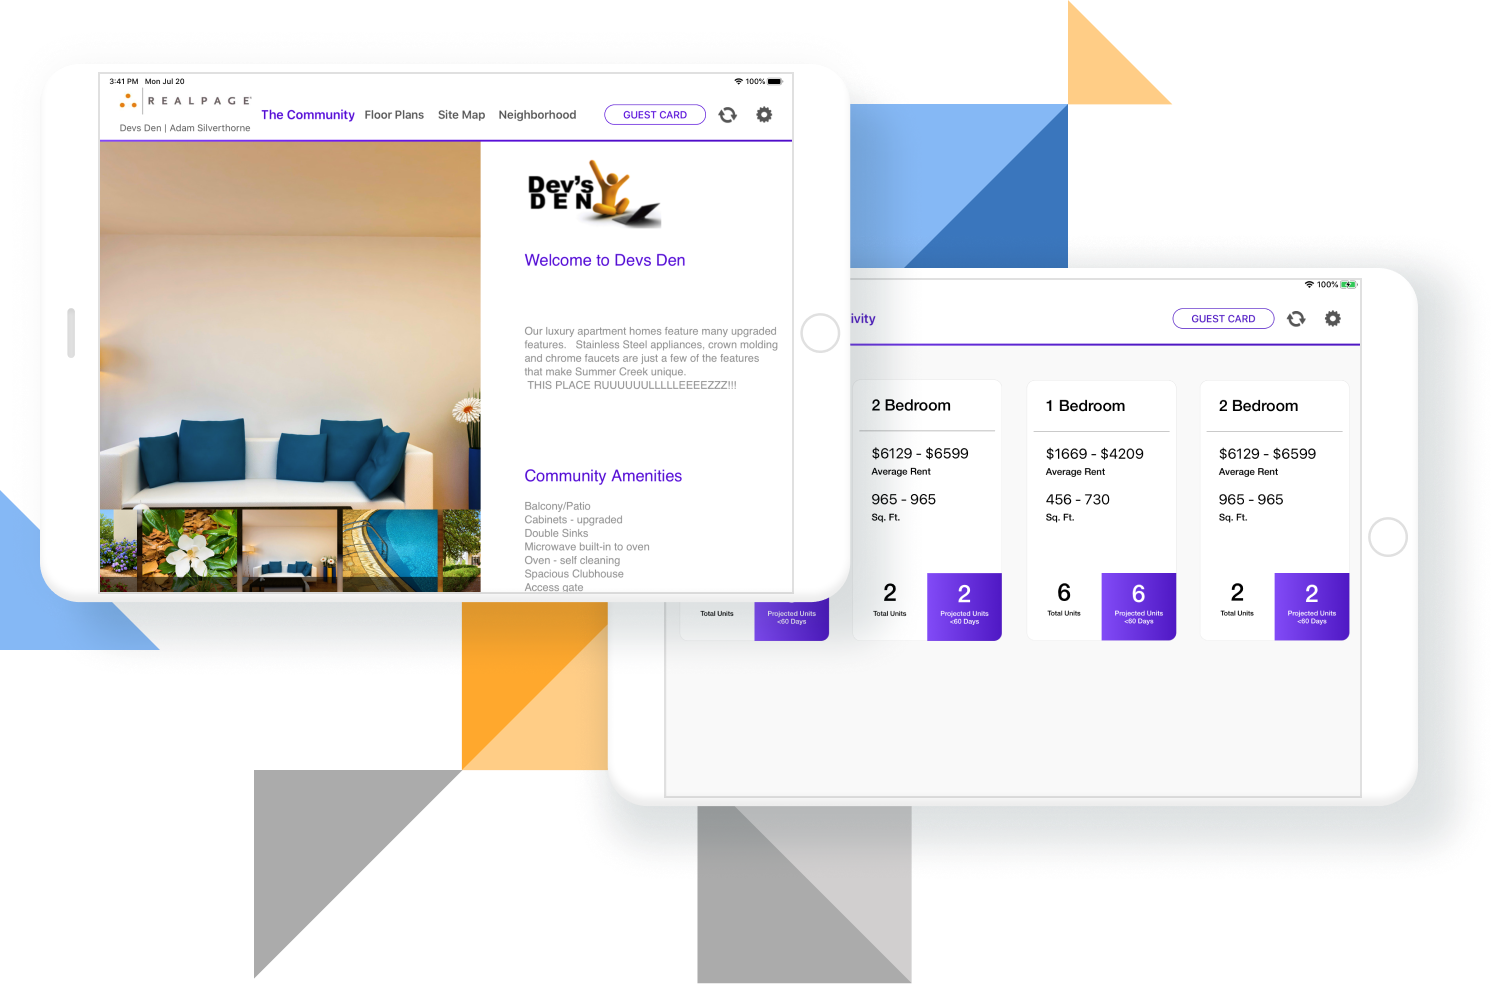 3:41 PM Mon Jul 20
100%
REALPAGE
Devs Den | Adam Silverthorne
The Community
Floor Plans
Site Map
Neighborhood
GUEST CARD
Dev's
DEN
Welcome to Devs Den
Our luxury apartment homes feature many upgraded
features. Stainless Steel appliances, crown molding
and chrome faucets are just a few of the features
that make Summer Creek unique.
THIS PLACE RUUUUUULLLLLEEEEZZZ!!!
Community Amenities
Balcony/Patio
Cabinets - upgraded
Double Sinks
Microwave built-in to oven
Oven - self cleaning
Spacious Clubhouse
Access gate
100%
ivity
GUEST CARD
Total Units
Projected Units
<60 Days
2 Bedroom
$6129 - $6599
Average Rent
965 - 965
Sq. Ft.
2
Total Units
2
Projected Units
<60 Days
1 Bedroom
$1669 - $4209
Average Rent
456 - 730
Sq. Ft.
6
Total Units
6
Projected Units
<60 Days
2 Bedroom
$6129 - $6599
Average Rent
965 - 965
Sq. Ft.
2
Total Units
2
Projected Units
<60 Days